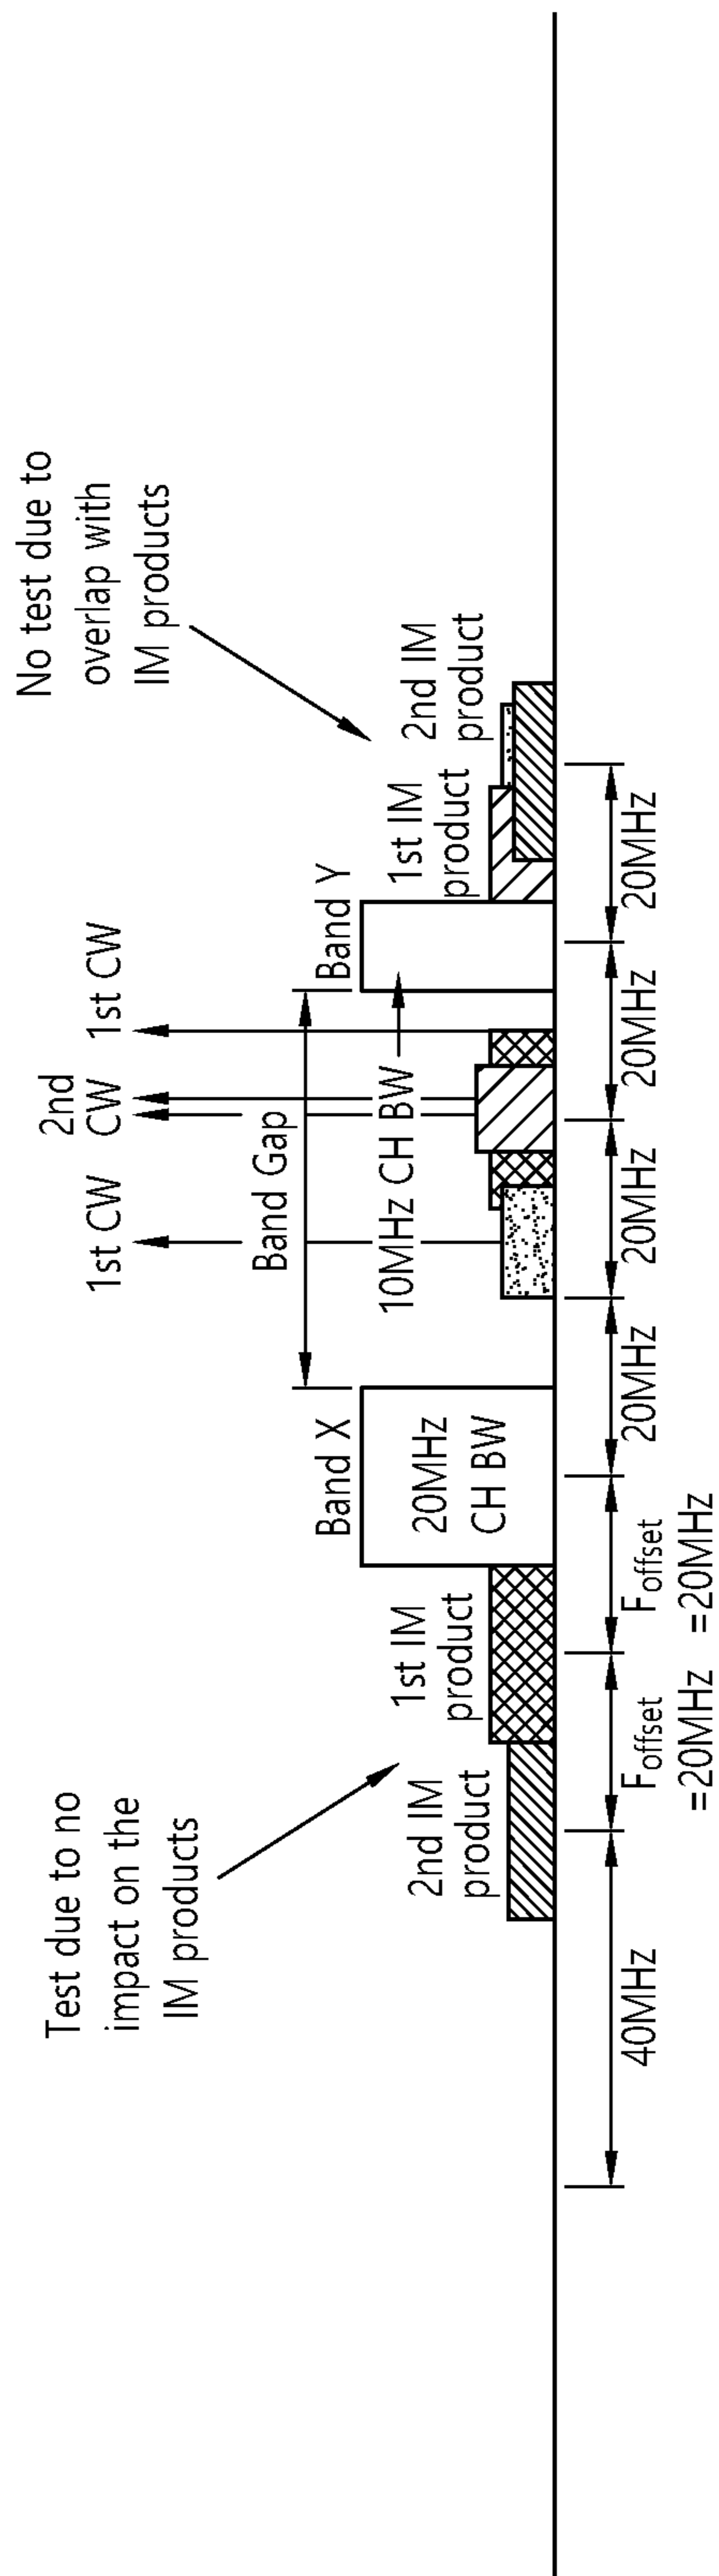 Test due to no
impact on the
IM products
No test due to
overlap with
IM products
1st CW
2nd
CW
1st CW
Band Gap
Band X
Band Y
20MHz
CH BW
10MHz CH BW
2nd IM
product
1st IM
product
1st IM
product
2nd IM
product
40MHz
Foffset
=20MHz
Foffset
=20MHz
20MHz
20MHz
20MHz
20MHz